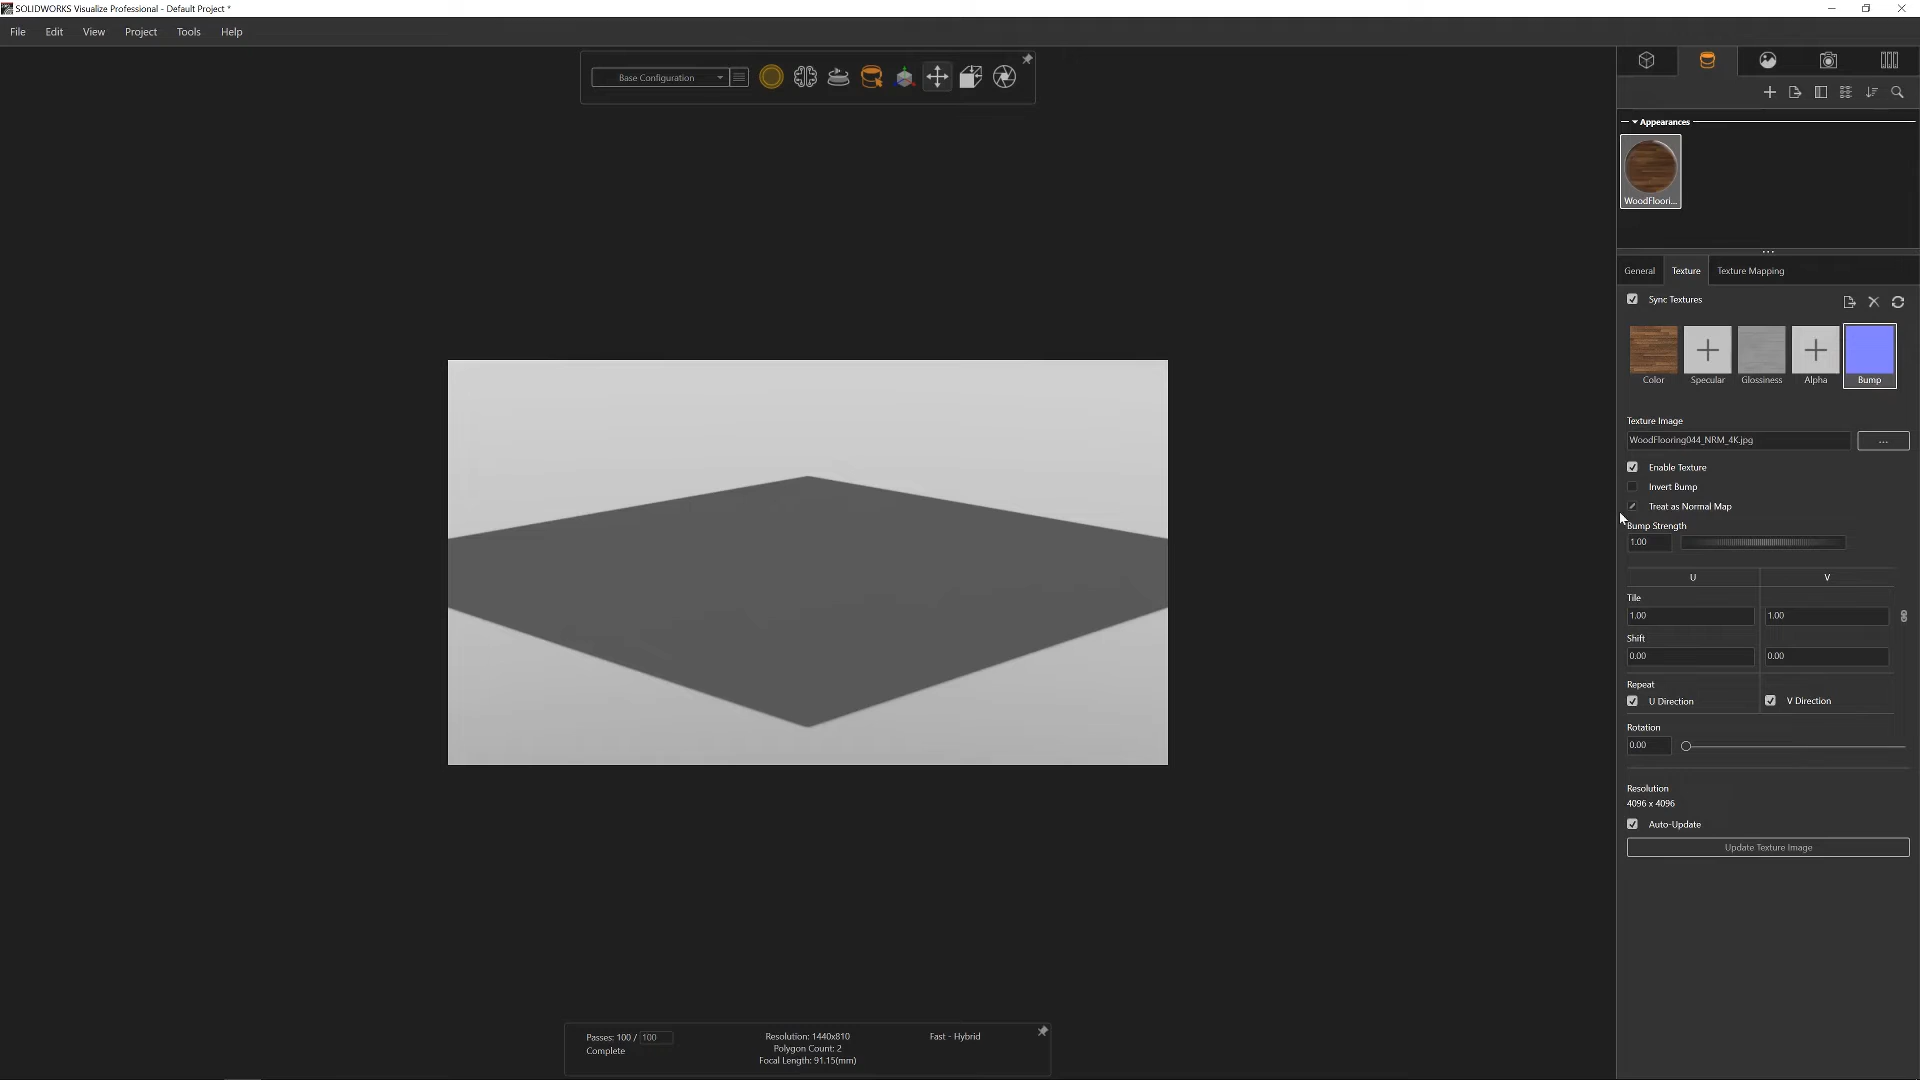 SOLIDWORKS Visualize Professional - Default Project *
File Edit View Project Tools Help
Base Configuration
Appearances
WoodFloori...
General Texture Texture Mapping
Sync Textures
Color Specular Glossiness Alpha Bump
Texture Image
WoodFlooring044_NRM_4K.jpg ...
Enable Texture
Invert Bump
Treat as Normal Map
Bump Strength
1.00
U V
Tile
1.00 1.00
Shift
0.00 0.00
Repeat
U Direction V Direction
Rotation
0.00
Resolution
4096 x 4096
Auto-Update
Update Texture Image
Passes: 100 / 100 Resolution: 1440x810 Fast - Hybrid
Complete Polygon Count: 2
Focal Length: 91.15(mm)